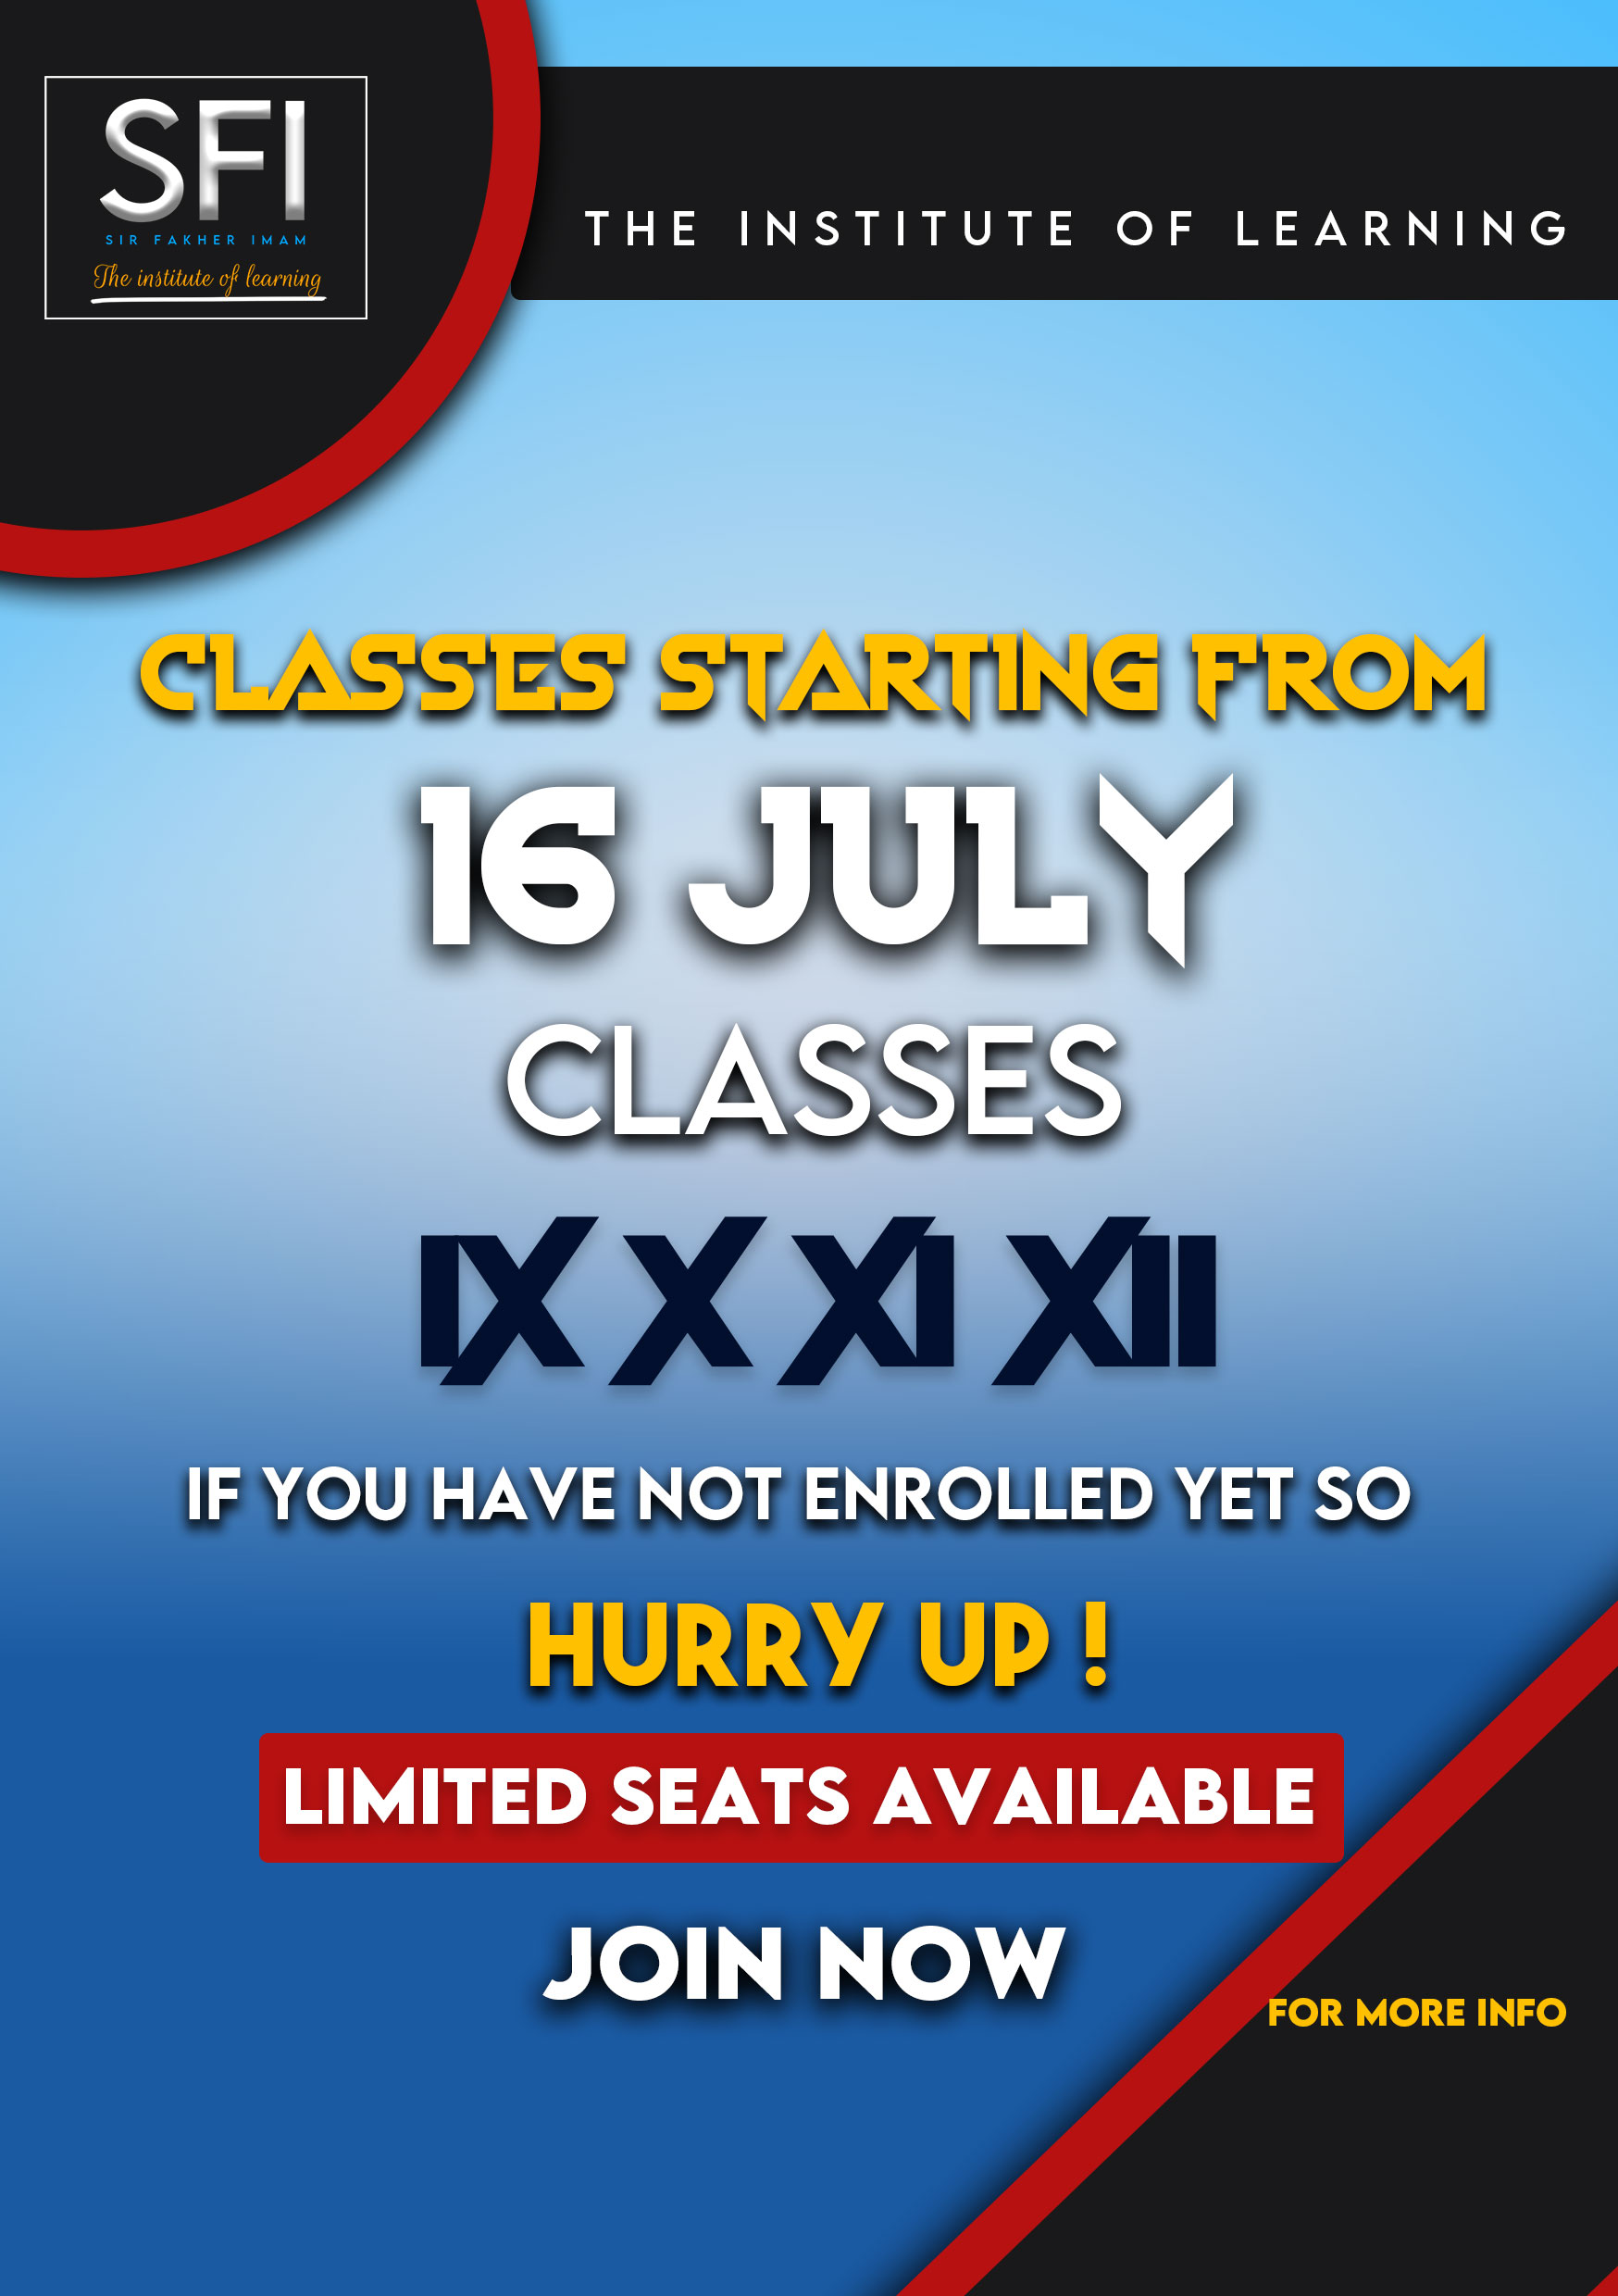 SFI
SIR FAKHER IMAM
The institute of learning
THE INSTITUTE OF LEARNING
CLASSES STARTING FROM
16 JULY
CLASSES
IX X XI XII
IF YOU HAVE NOT ENROLLED YET SO
HURRY UP !
LIMITED SEATS AVAILABLE
JOIN NOW
FOR MORE INFO